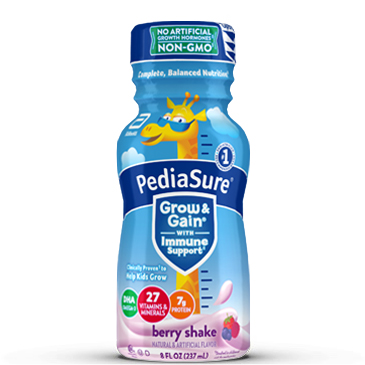 NO ARTIFICIAL
GROWTH HORMONES*
NON-GMO*
Complete, Balanced Nutrition®
#1
PediaSure®
Grow &
Gain®
WITH
Immune
Support†
Clinically Proven^ to
Help Kids Grow
DHA
27
VITAMINS &
MINERALS
7g
PROTEIN
berry shake
NATURAL & ARTIFICIAL FLAVOR
8 FL OZ (237 mL)